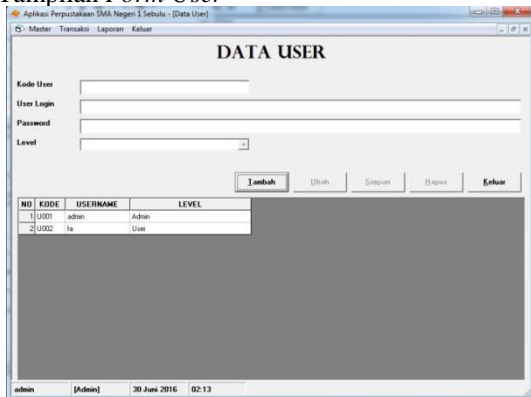 Tampilan Form User
Aplikasi Perpustakaan SMA Negeri 1 Sebulu - [Data User]
Master Transaksi Laporan Keluar
DATA USER
Kode User
User Login
Password
Level
Tambah Ubah Simpan Hapus Keluar
NO KODE USERNAME LEVEL
1 U001 admin Admin
2 U002 fa User
admin [Admin] 30 Juni 2016 02:13